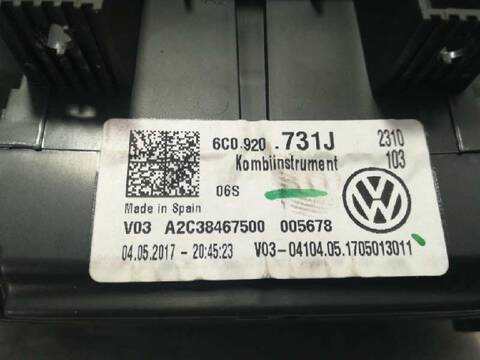 6C0.920 .731J 2310
Kombiinstrument 103
06S
Made in Spain
V03 A2C38467500 005678
04.05.2017 - 20:45:23 V03-04104.05.1705013011